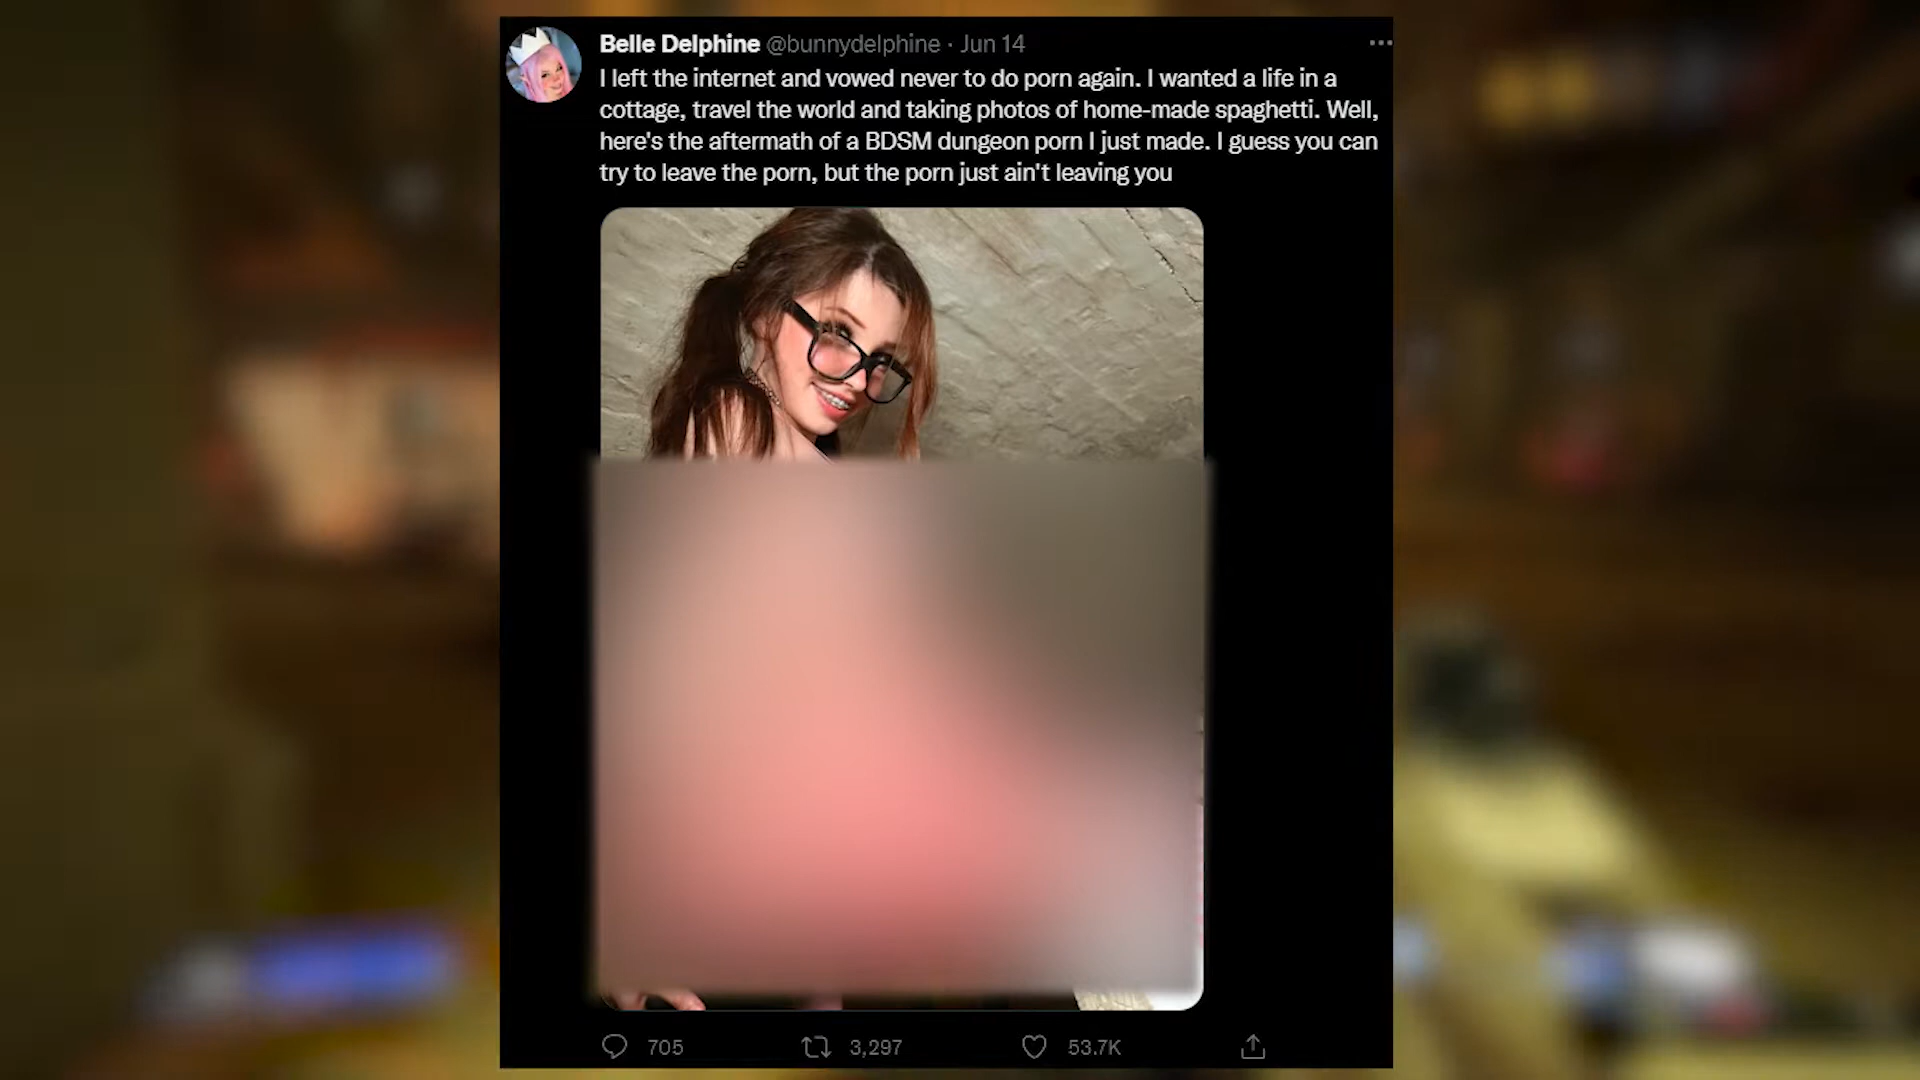 Belle Delphine @bunnydelphine · Jun 14
I left the internet and vowed never to do porn again. I wanted a life in a
cottage, travel the world and taking photos of home-made spaghetti. Well,
here's the aftermath of a BDSM dungeon porn I just made. I guess you can
try to leave the porn, but the porn just ain't leaving you
705 3,297 53.7K